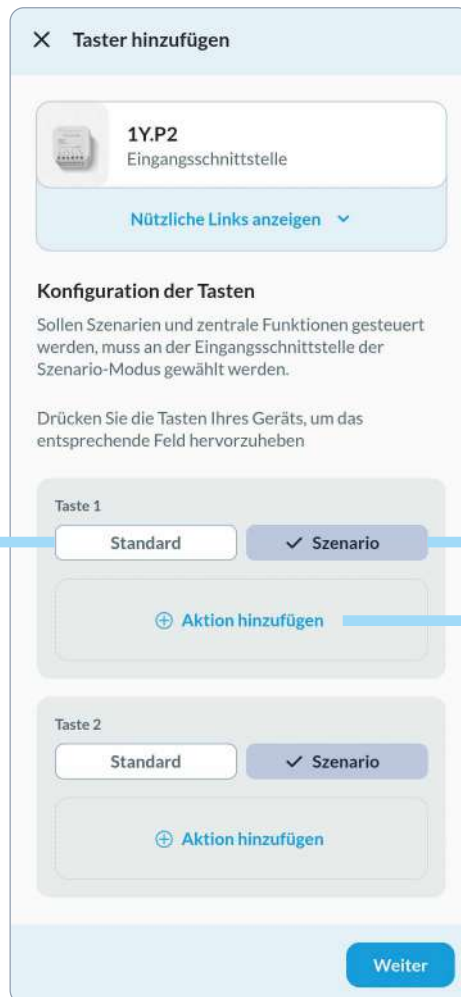 Taster hinzufügen
1Y.P2
Eingangsschnittstelle
Nützliche Links anzeigen
Konfiguration der Tasten
Sollen Szenarien und zentrale Funktionen gesteuert
werden, muss an der Eingangsschnittstelle der
Szenario-Modus gewählt werden.
Drücken Sie die Tasten Ihres Geräts, um das
entsprechende Feld hervorzuheben
Taste 1
Standard ✓ Szenario
Aktion hinzufügen
Taste 2
Standard ✓ Szenario
Aktion hinzufügen
Weiter